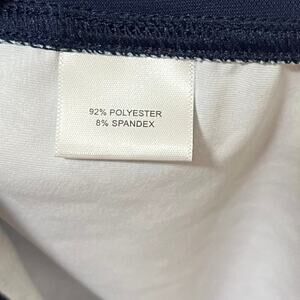 92% POLYESTER
8% SPANDEX